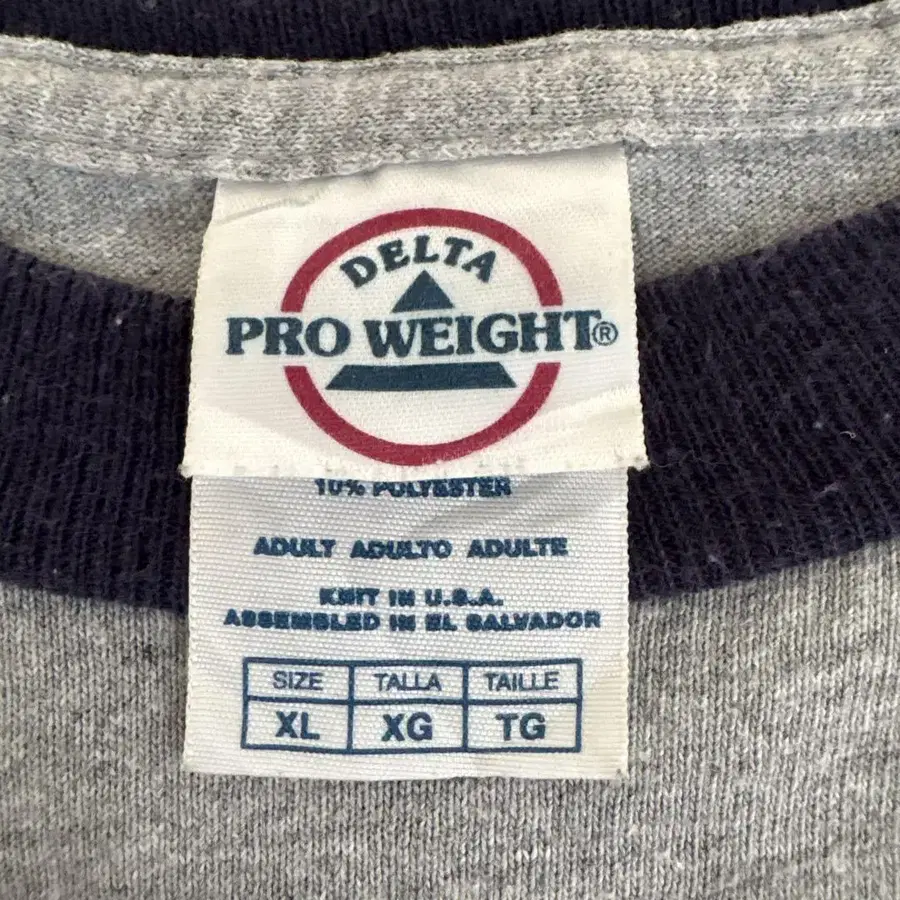 DELTA
PRO WEIGHT®
10% POLYESTER
ADULT ADULTO ADULTE
KNIT IN U.S.A.
ASSEMBLED IN EL SALVADOR
SIZE TALLA TAILLE
XL XG TG